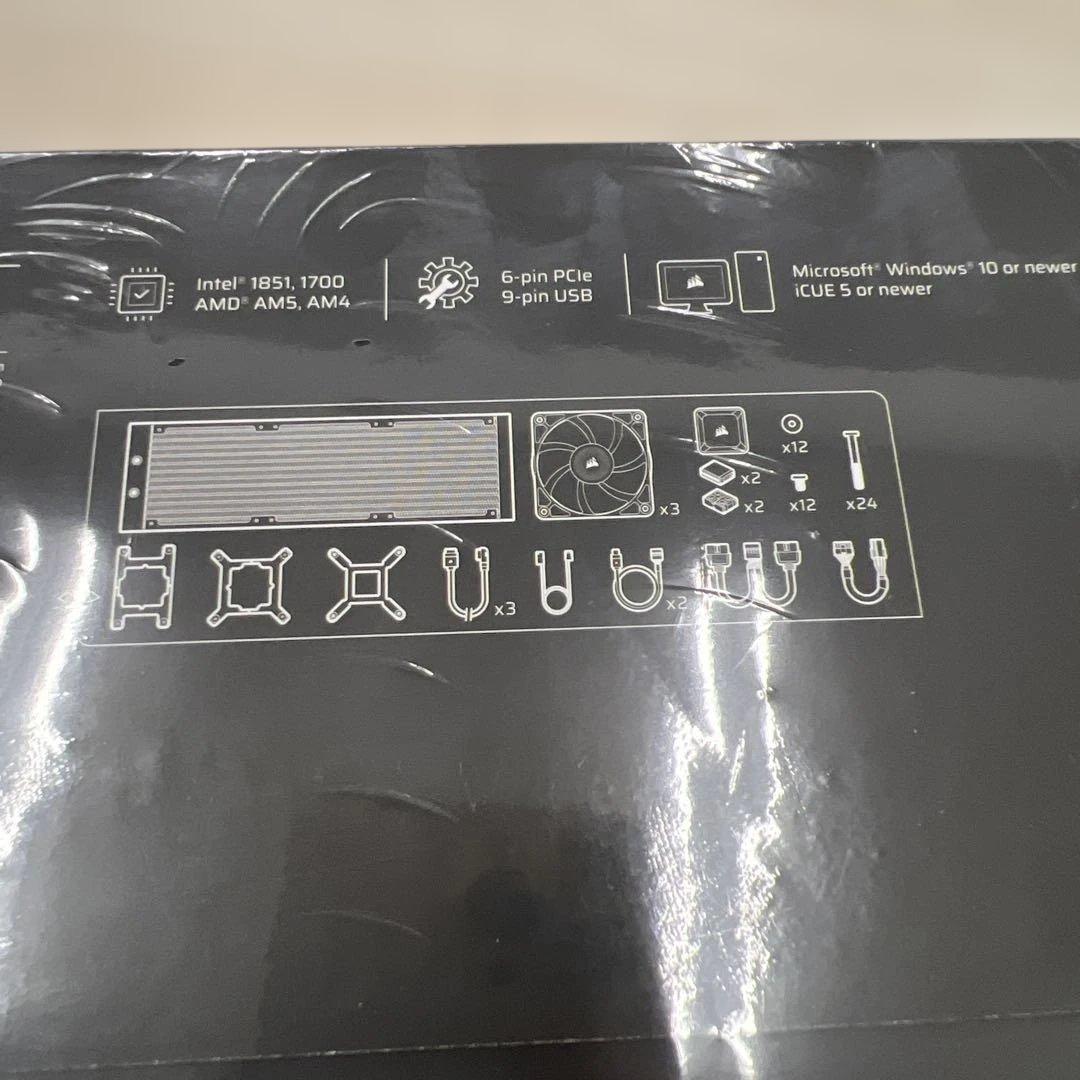 Intel® 1851, 1700
AMD® AM5, AM4
6-pin PCIe
9-pin USB
Microsoft® Windows® 10 or newer
iCUE 5 or newer
x3
x12
x2
x2
x12
x24
x3
x2